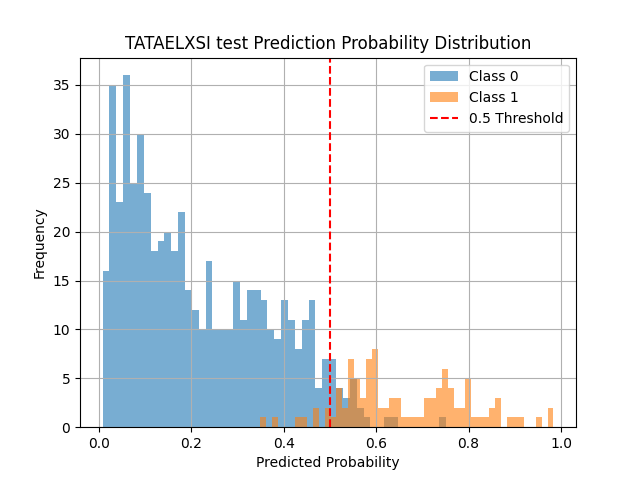 TATAELXSI test Prediction Probability Distribution
Class 0
Class 1
0.5 Threshold
Frequency
35
30
25
20
15
10
5
0
0.0 0.2 0.4 0.6 0.8 1.0
Predicted Probability